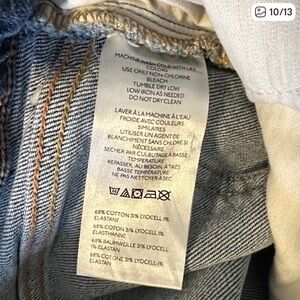 10/13
MACHINE WASH COLD WITH LIKE
COLORS
USE ONLY NON-CHLORINE
BLEACH
TUMBLE DRY LOW
LOW IRON AS NEEDED
DO NOT DRY CLEAN
LAVER À LA MACHINE À L'EAU
FROIDE AVEC COULEURS
SIMILAIRES
UTILISER UN AGENT DE
BLANCHIMENT SANS CHLORE SI
NÉCESSAIRE
SÉCHER PAR CULBUTAGE À BASSE
TEMPÉRATURE
REPASSER, AU BESOIN, À TRÈS
BASSE TEMPÉRATURE
NE PAS NETTOYER À SEC
68% COTTON 31% LYOCELL 1%
ELASTANE
68% COTON 31% LYOCELL 1%
ÉLASTHANNE
68% BAUMWOLLE 31% LYOCELL 1%
ELASTHAN
68% COTONE 31% LYOCELL 1%
ELASTAN